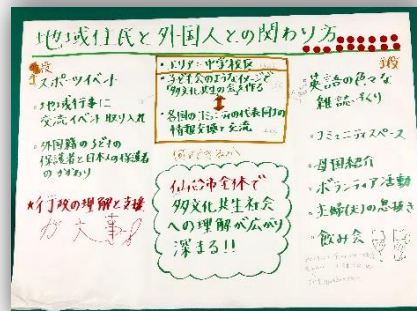 地域住民と外国人との関わり方
スポーツイベント
・地域行事に
交流イベント取り入れ
・外国籍の子どもの
保護者と日本人の保護者
のかかわり
★行政の理解と支援
が大事!
・エリア：中学校区
・子ども会のようなイメージで
"多文化共生の会"を作る
・各国のコミュニティの代表同士の
情報交換と交流
仙台市全体で
多文化共生社会
への理解が広がり
深まる!!
英語の色々な
雑誌づくり
・コミュニティスペース
・母国紹介
・ボランティア活動
・主婦(夫)の息抜き
・飲み会